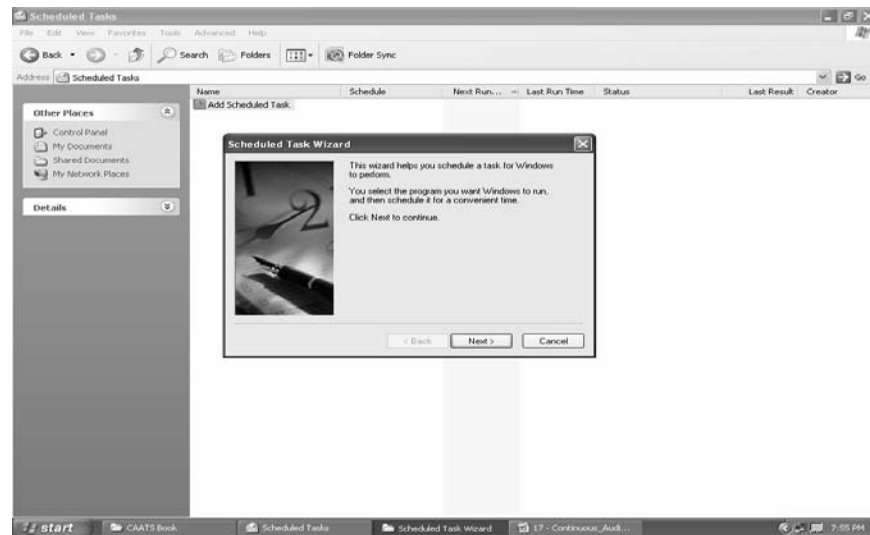 Scheduled Tasks
File Edit View Favorites Tools Advanced Help
Back Search Folders Folder Sync
Address Scheduled Tasks Go
Name Schedule Next Run... Last Run Time Status Last Result Creator
Add Scheduled Task
Other Places
Control Panel
My Documents
Shared Documents
My Network Places
Details
Scheduled Task Wizard
This wizard helps you schedule a task for Windows
to perform.
You select the program you want Windows to run,
and then schedule it for a convenient time.
Click Next to continue.
< Back Next > Cancel
start CAATS Book Scheduled Tasks Scheduled Task Wizard 17 - Continuous_Audi... 7:55 PM